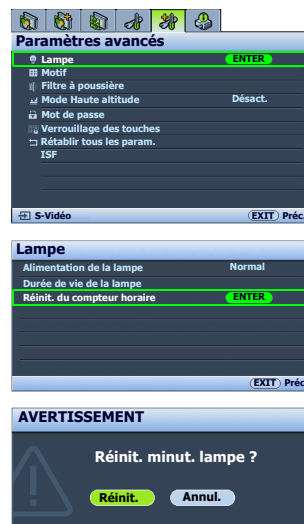 Paramètres avancés
Lampe ENTER
Motif
Filtre à poussière
Mode Haute altitude Désact.
Mot de passe
Verrouillage des touches
Rétablir tous les param.
ISF
S-Vidéo EXIT Préc.
Lampe
Alimentation de la lampe Normal
Durée de vie de la lampe
Réinit. du compteur horaire ENTER
EXIT Préc
AVERTISSEMENT
Réinit. minut. lampe ?
Réinit. Annul.